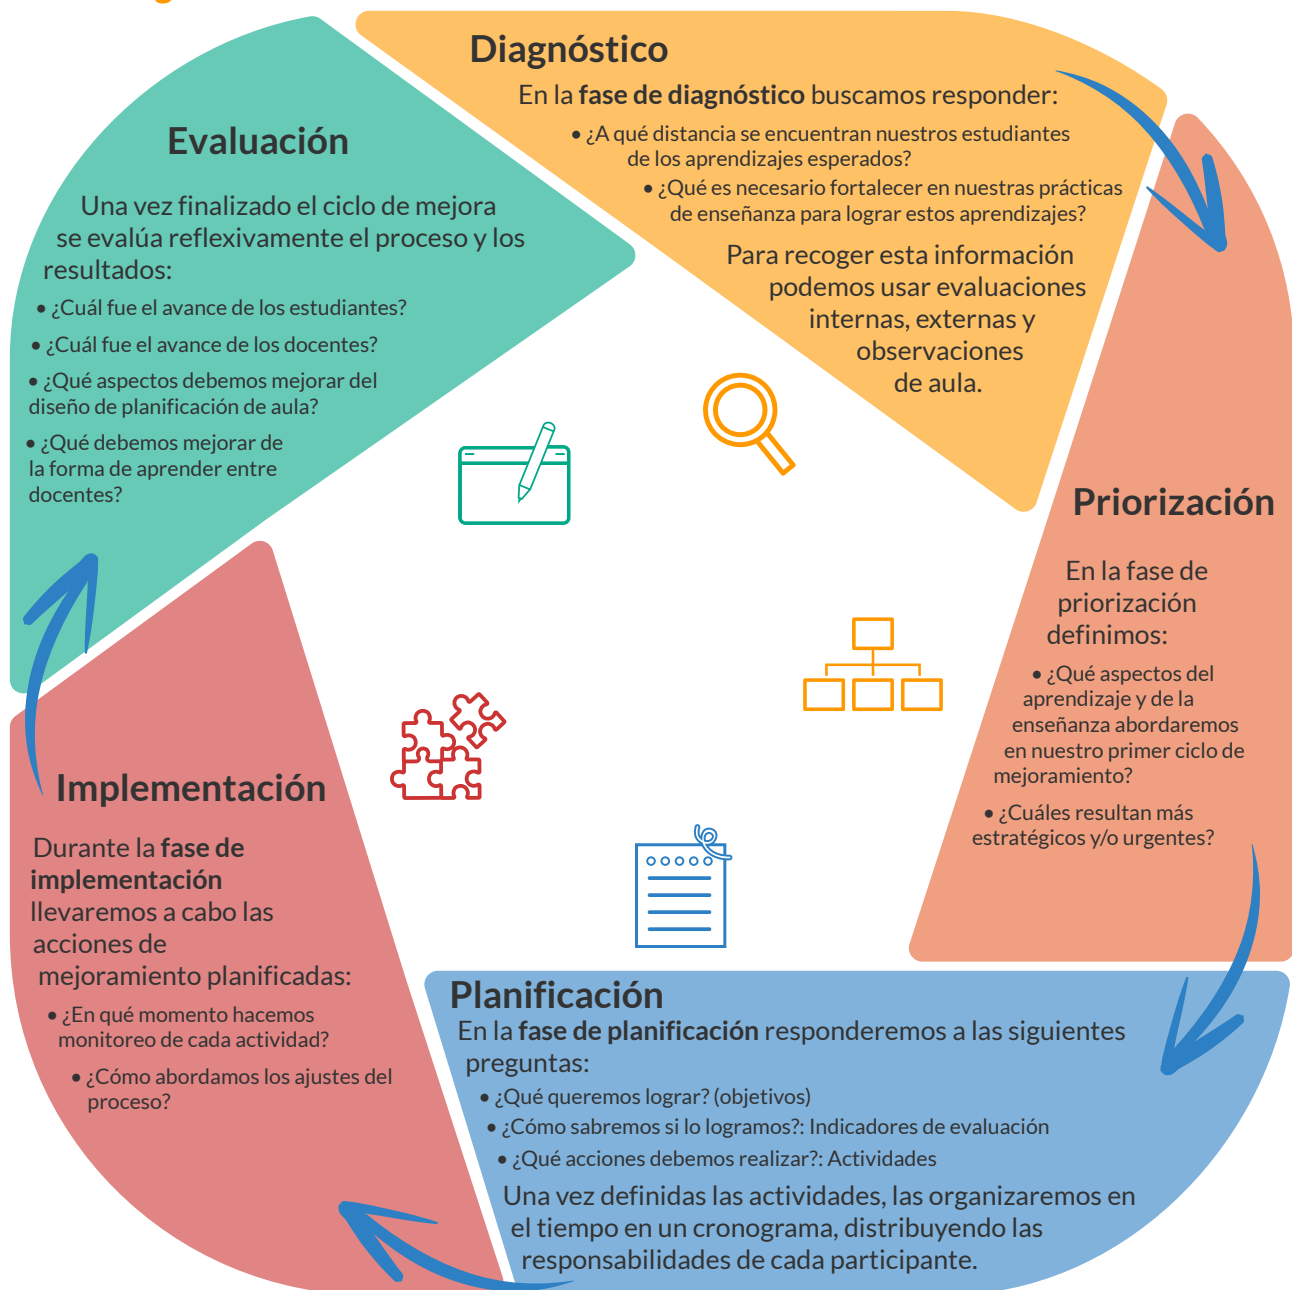 Diagnóstico
En la fase de diagnóstico buscamos responder:
• ¿A qué distancia se encuentran nuestros estudiantes
de los aprendizajes esperados?
• ¿Qué es necesario fortalecer en nuestras prácticas
de enseñanza para lograr estos aprendizajes?
Para recoger esta información
podemos usar evaluaciones
internas, externas y
observaciones
de aula.
Priorización
En la fase de
priorización
definimos:
• ¿Qué aspectos del
aprendizaje y de la
enseñanza abordaremos
en nuestro primer ciclo de
mejoramiento?
• ¿Cuáles resultan más
estratégicos y/o urgentes?
Planificación
En la fase de planificación responderemos a las siguientes
preguntas:
• ¿Qué queremos lograr? (objetivos)
• ¿Cómo sabremos si lo logramos?: Indicadores de evaluación
• ¿Qué acciones debemos realizar?: Actividades
Una vez definidas las actividades, las organizaremos en
el tiempo en un cronograma, distribuyendo las
responsabilidades de cada participante.
Implementación
Durante la fase de
implementación
llevaremos a cabo las
acciones de
mejoramiento planificadas:
• ¿En qué momento hacemos
monitoreo de cada actividad?
• ¿Cómo abordamos los ajustes del
proceso?
Evaluación
Una vez finalizado el ciclo de mejora
se evalúa reflexivamente el proceso y los
resultados:
• ¿Cuál fue el avance de los estudiantes?
• ¿Cuál fue el avance de los docentes?
• ¿Qué aspectos debemos mejorar del
diseño de planificación de aula?
• ¿Qué debemos mejorar de
la forma de aprender entre
docentes?